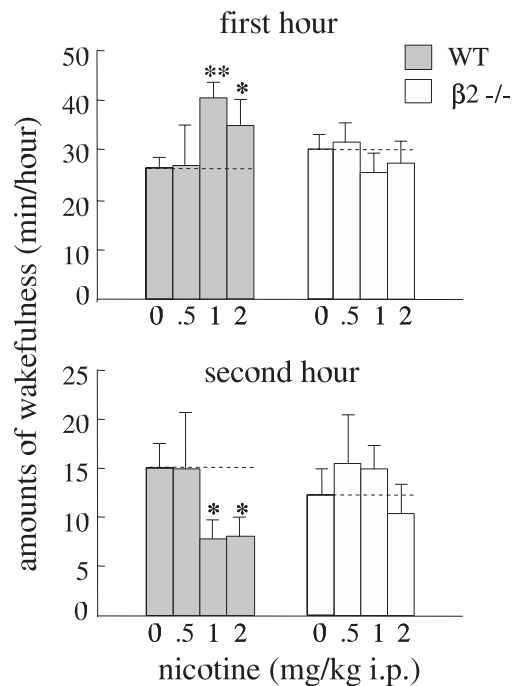 first hour
WT
β2 -/-
amounts of wakefulness (min/hour)
50
40
30
20
10
0
**
*
0 .5 1 2
0 .5 1 2
second hour
25
20
15
10
5
0
* *
0 .5 1 2
0 .5 1 2
nicotine (mg/kg i.p.)